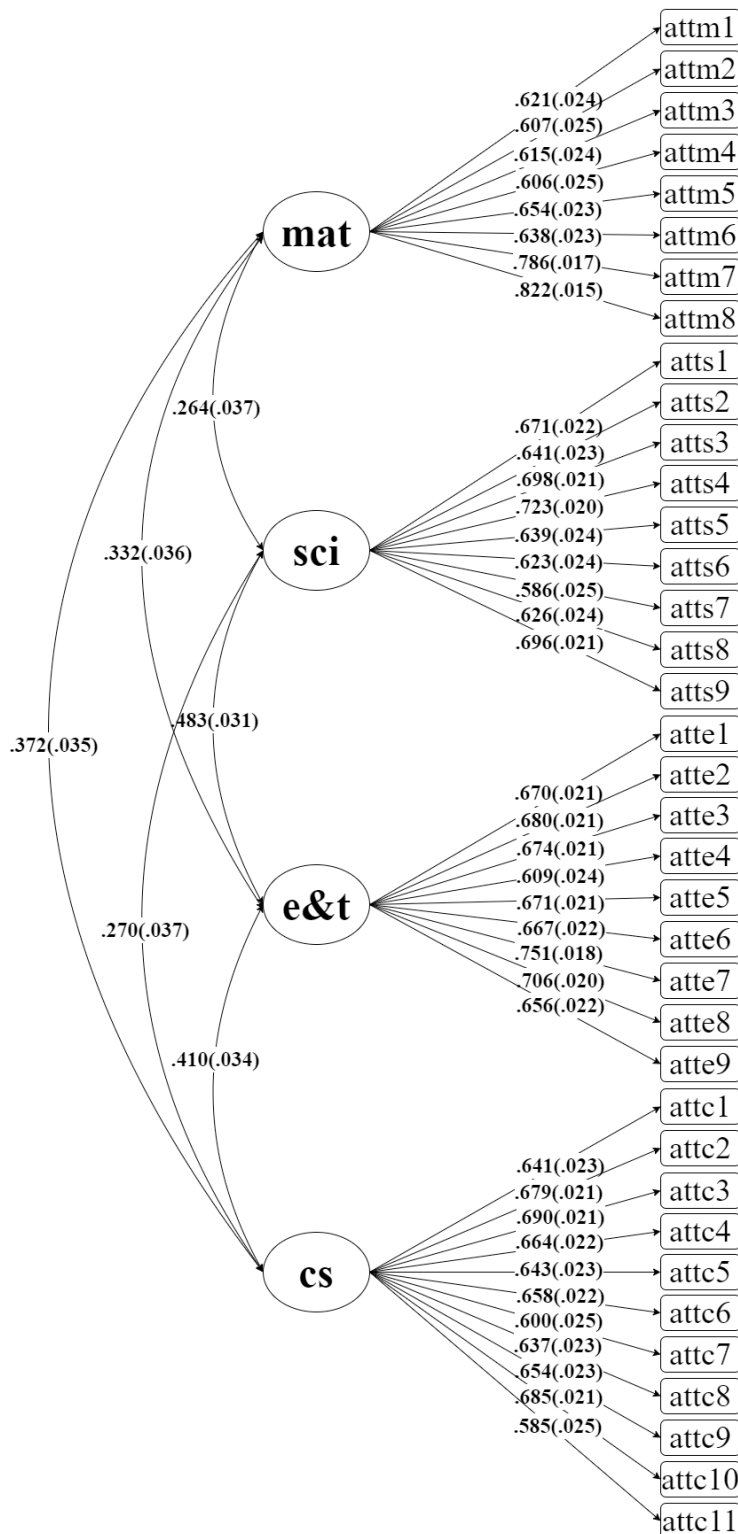 attm1
attm2
attm3
attm4
attm5
attm6
attm7
attm8
.621(.024)
.607(.025)
.615(.024)
.606(.025)
.654(.023)
.638(.023)
.786(.017)
.822(.015)
mat
.264(.037)
atts1
atts2
atts3
atts4
atts5
atts6
atts7
atts8
atts9
.671(.022)
.641(.023)
.698(.021)
.723(.020)
.639(.024)
.623(.024)
.586(.025)
.626(.024)
.696(.021)
sci
.332(.036)
.483(.031)
.372(.035)
atte1
atte2
atte3
atte4
atte5
atte6
atte7
atte8
atte9
.670(.021)
.680(.021)
.674(.021)
.609(.024)
.671(.021)
.667(.022)
.751(.018)
.706(.020)
.656(.022)
e&t
.270(.037)
.410(.034)
attc1
attc2
attc3
attc4
attc5
attc6
attc7
attc8
attc9
attc10
attc11
.641(.023)
.679(.021)
.690(.021)
.664(.022)
.643(.023)
.658(.022)
.600(.025)
.637(.023)
.654(.023)
.685(.021)
.585(.025)
cs